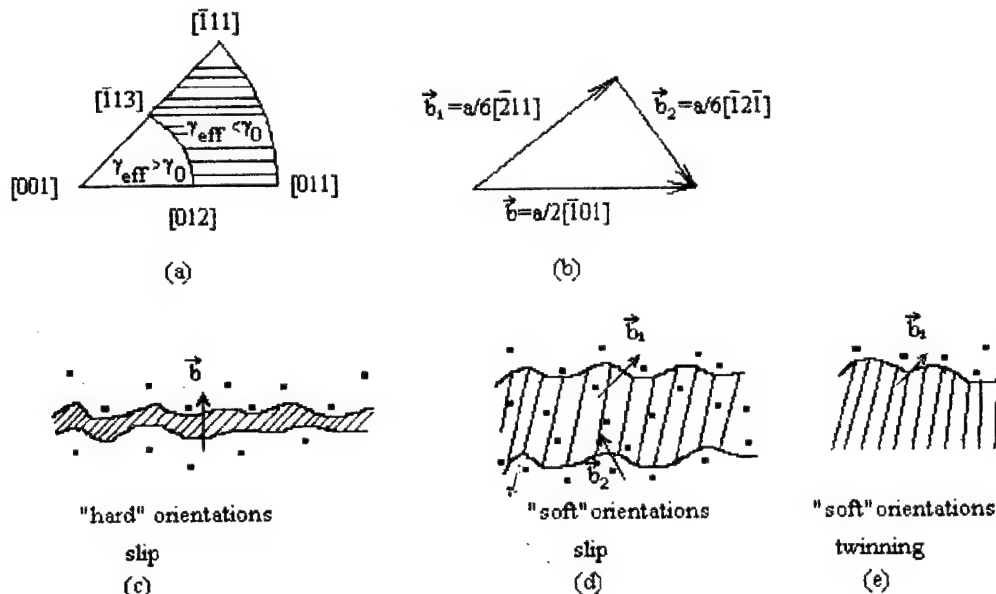 [1̄11]
[1̄13]
γeff<γ0
γeff>γ0
[001]
[011]
[012]
(a)
b⃗₁=a/6[2̄11]
b⃗₂=a/6[1̄21̄]
b⃗=a/2[1̄01]
(b)
b⃗
"hard" orientations
slip
(c)
b⃗₁
b⃗₂
"soft" orientations
slip
(d)
b⃗₁
"soft" orientations
twinning
(e)